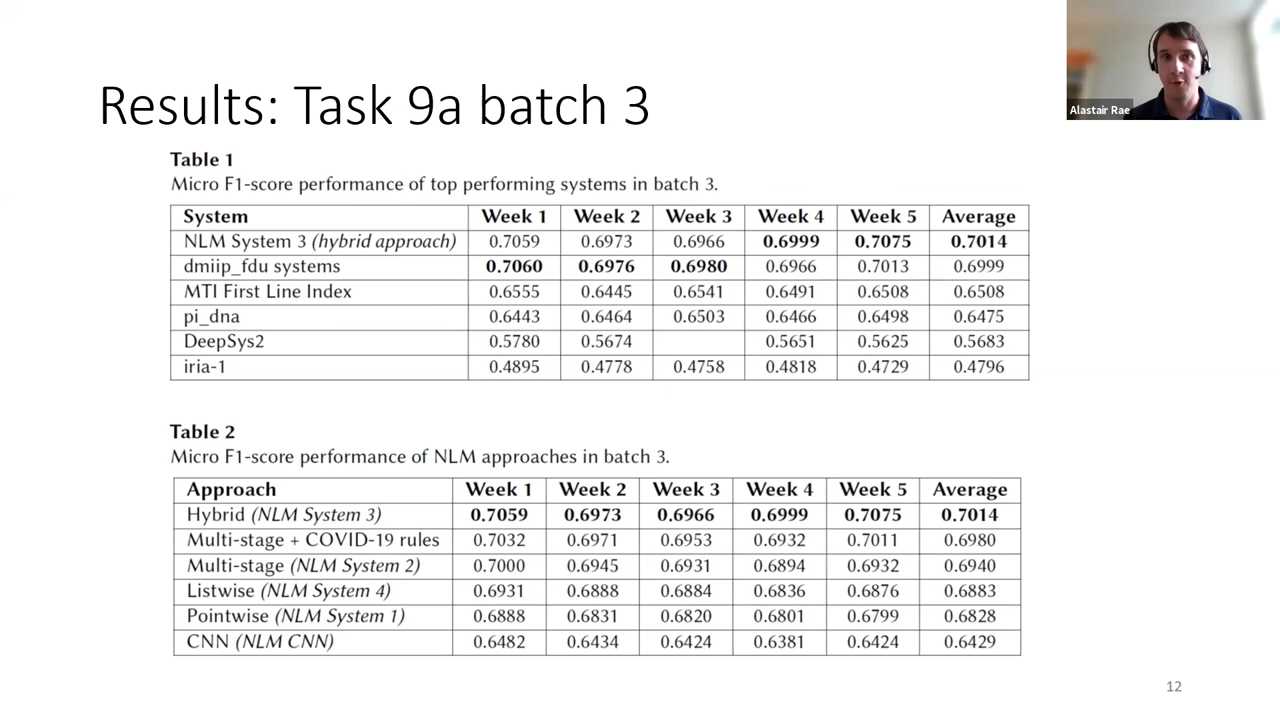 Alastair Rae
Results: Task 9a batch 3
Table 1
Micro F1-score performance of top performing systems in batch 3.
System Week 1 Week 2 Week 3 Week 4 Week 5 Average
NLM System 3 (hybrid approach) 0.7059 0.6973 0.6966 0.6999 0.7075 0.7014
dmiip_fdu systems 0.7060 0.6976 0.6980 0.6966 0.7013 0.6999
MTI First Line Index 0.6555 0.6445 0.6541 0.6491 0.6508 0.6508
pi_dna 0.6443 0.6464 0.6503 0.6466 0.6498 0.6475
DeepSys2 0.5780 0.5674 0.5651 0.5625 0.5683
iria-1 0.4895 0.4778 0.4758 0.4818 0.4729 0.4796
Table 2
Micro F1-score performance of NLM approaches in batch 3.
Approach Week 1 Week 2 Week 3 Week 4 Week 5 Average
Hybrid (NLM System 3) 0.7059 0.6973 0.6966 0.6999 0.7075 0.7014
Multi-stage + COVID-19 rules 0.7032 0.6971 0.6953 0.6932 0.7011 0.6980
Multi-stage (NLM System 2) 0.7000 0.6945 0.6931 0.6894 0.6932 0.6940
Listwise (NLM System 4) 0.6931 0.6888 0.6884 0.6836 0.6876 0.6883
Pointwise (NLM System 1) 0.6888 0.6831 0.6820 0.6801 0.6799 0.6828
CNN (NLM CNN) 0.6482 0.6434 0.6424 0.6381 0.6424 0.6429
12